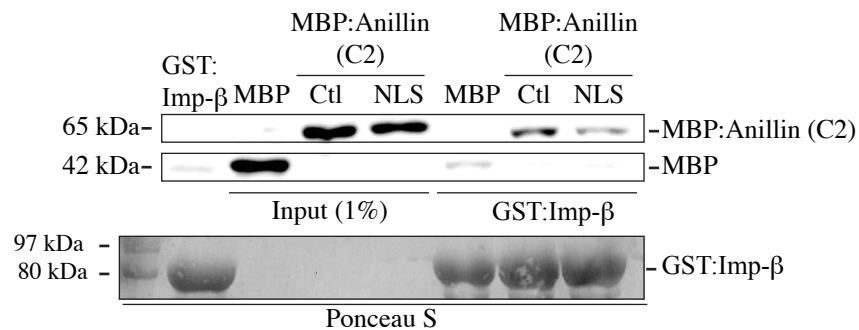 MBP:Anillin MBP:Anillin
(C2) (C2)
GST:
Imp-β MBP Ctl NLS MBP Ctl NLS
65 kDa- -MBP:Anillin (C2)
42 kDa- -MBP
Input (1%) GST:Imp-β
97 kDa -
80 kDa - -GST:Imp-β
Ponceau S